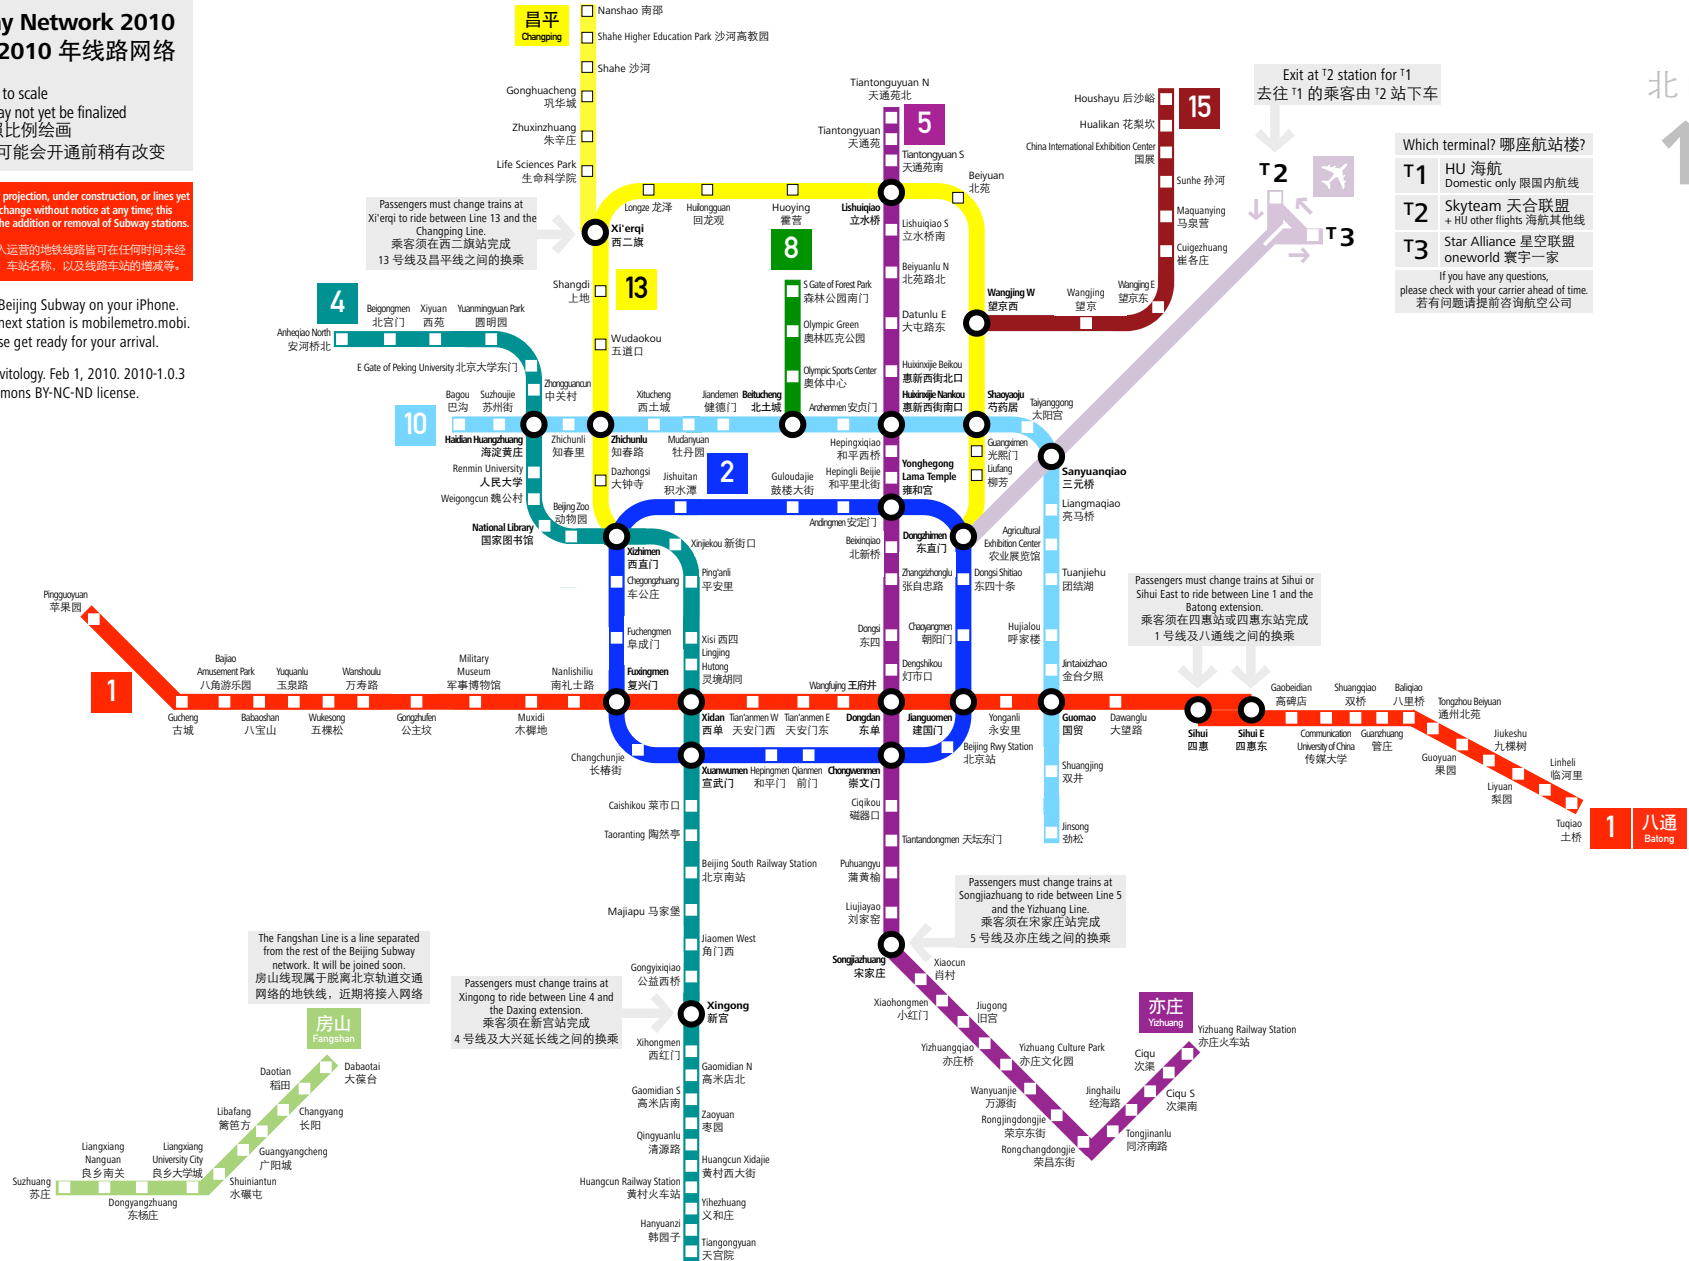 y Network 2010
2010 年线路网络
to scale
ay not yet be finalized
比例绘画
可能会开通前稍有改变
projection, under construction, or lines yet
change without notice at any time; this
he addition or removal of Subway stations.
入运营的地铁线路皆可在任何时间未经
车站名称，以及线路车站的增减等。
Beijing Subway on your iPhone.
next station is mobilemetro.mobi.
se get ready for your arrival.
vitology. Feb 1, 2010. 2010-1.0.3
mons BY-NC-ND license.
昌平
Changping
Nanshao 南邵
Shahe Higher Education Park 沙河高教园
Shahe 沙河
Gonghuacheng
巩华城
Zhuxinzhuang
朱辛庄
Life Sciences Park
生命科学院
Passengers must change trains at
Xi'erqi to ride between Line 13 and the
Changping Line.
乘客须在西二旗站完成
13 号线及昌平线之间的换乘
Xi'erqi
西二旗
Longze 龙泽
Huilongguan
回龙观
Huoying
霍营
Lishuiqiao
立水桥
Beiyuan
北苑
Tiantonguyuan N
天通苑北
5
Tiantongyuan
天通苑
Tiantongyuan S
天通苑南
Lishuiqiao S
立水桥南
Beiyuanlu N
北苑路北
Datunlu E
大屯路东
Huixinxijie Beikou
惠新西街北口
Huixinxijie Nankou
惠新西街南口
Houshayu 后沙峪
15
Hualikan 花梨坎
China International Exhibition Center
国展
Sunhe 孙河
Maquanying
马泉营
Cuigezhuang
崔各庄
Wangjing E
望京东
Wangjing
望京
Wangjing W
望京西
Exit at T2 station for T1
去往 T1 的乘客由 T2 站下车
T2
T3
北
1
Which terminal? 哪座航站楼?
T1
HU 海航
Domestic only 限国内航线
T2
Skyteam 天合联盟
+ HU other flights 海航其他线
T3
Star Alliance 星空联盟
oneworld 寰宇一家
If you have any questions,
please check with your carrier ahead of time.
若有问题请提前咨询航空公司
8
S Gate of Forest Park
森林公园南门
Olympic Green
奥林匹克公园
Olympic Sports Center
奥体中心
Shangdi
上地
13
Wudaokou
五道口
4
Anheqiao North
安河桥北
Beigongmen
北宫门
Xiyuan
西苑
Yuanmingyuan Park
圆明园
E Gate of Peking University 北京大学东门
Zhongguancun
中关村
10
Bagou
巴沟
Suzhoujie
苏州街
Haidian Huangzhuang
海淀黄庄
Zhichunli
知春里
Zhichunlu
知春路
Xitucheng
西土城
Mudanyuan
牡丹园
Jiandemen
健德门
Beitucheng
北土城
Anzhenmen 安贞门
Shaoyaoju
芍药居
Taiyanggong
太阳宫
Guangximen
光熙门
Liufang
柳芳
Sanyuanqiao
三元桥
Liangmaqiao
亮马桥
Agricultural
Exhibition Center
农业展览馆
Tuanjiehu
团结湖
Hujialou
呼家楼
Jintaixizhao
金台夕照
Guomao
国贸
Shuangjing
双井
Jinsong
劲松
Renmin University
人民大学
Weigongcun 魏公村
National Library
国家图书馆
Beijing Zoo
动物园
Dazhongsi
大钟寺
2
Jishuitan
积水潭
Guloudajie
鼓楼大街
Andingmen 安定门
Hepingxiqiao
和平西桥
Hepingli Beijie
和平里北街
Yonghegong
Lama Temple
雍和宫
Dongzhimen
东直门
Xizhimen
西直门
Xinjiekou 新街口
Chegongzhuang
车公庄
Ping'anli
平安里
Fuchengmen
阜成门
Xisi 西四
Lingjing
Hutong
灵境胡同
Beixinqiao
北新桥
Zhangzizhonglu
张自忠路
Dongsi Shitiao
东四十条
Dongsi
东四
Chaoyangmen
朝阳门
Dengshikou
灯市口
Pingguoyuan
苹果园
1
Gucheng
古城
Bajiao
Amusement Park
八角游乐园
Babaoshan
八宝山
Yuquanlu
玉泉路
Wukesong
五棵松
Wanshoulu
万寿路
Gongzhufen
公主坟
Military
Museum
军事博物馆
Muxidi
木樨地
Nanlishiliu
南礼士路
Fuxingmen
复兴门
Xidan
西单
Tian'anmen W
天安门西
Tian'anmen E
天安门东
Wangfujing 王府井
Dongdan
东单
Jianguomen
建国门
Yonganli
永安里
Dawanglu
大望路
Passengers must change trains at Sihui or
Sihui East to ride between Line 1 and the
Batong extension.
乘客须在四惠站或四惠东站完成
1 号线及八通线之间的换乘
Sihui
四惠
Sihui E
四惠东
Gaobeidian
高碑店
Communication
University of China
传媒大学
Shuangqiao
双桥
Guanzhuang
管庄
Baliqiao
八里桥
Tongzhou Beiyuan
通州北苑
Guoyuan
果园
Jiukeshu
九棵树
Liyuan
梨园
Linheli
临河里
Tuqiao
土桥
1
八通
Batong
Changchunjie
长椿街
Xuanwumen
宣武门
Hepingmen
和平门
Qianmen
前门
Chongwenmen
崇文门
Beijing Rwy Station
北京站
Caishikou 菜市口
Taoranting 陶然亭
Beijing South Railway Station
北京南站
Majiapu 马家堡
Jiaomen West
角门西
Gongyixiqiao
公益西桥
Passengers must change trains at
Xingong to ride between Line 4 and
the Daxing extension.
乘客须在新宫站完成
4 号线及大兴延长线之间的换乘
Xingong
新宫
Xihongmen
西红门
Gaomidian N
高米店北
Gaomidian S
高米店南
Zaoyuan
枣园
Qingyuanlu
清源路
Huangcun Xidajie
黄村西大街
Huangcun Railway Station
黄村火车站
Yihezhuang
义和庄
Hanyuanzi
韩园子
Tiangongyuan
天宫院
Ciqikou
磁器口
Tiantandongmen 天坛东门
Puhuangyu
蒲黄榆
Liujiayao
刘家窑
Passengers must change trains at
Songjiazhuang to ride between Line 5
and the Yizhuang Line.
乘客须在宋家庄站完成
5 号线及亦庄线之间的换乘
Songjiazhuang
宋家庄
Xiaocun
肖村
Xiaohongmen
小红门
Jiugong
旧宫
Yizhuangqiao
亦庄桥
Yizhuang Culture Park
亦庄文化园
Wanyuanjie
万源街
Rongjingdongjie
荣京东街
Rongchangdongjie
荣昌东街
Tongjinanlu
同济南路
Jinghailu
经海路
Ciqu S
次渠南
Ciqu
次渠
Yizhuang Railway Station
亦庄火车站
亦庄
Yizhuang
The Fangshan Line is a line separated
from the rest of the Beijing Subway
network. It will be joined soon.
房山线现属于脱离北京轨道交通
网络的地铁线，近期将接入网络
房山
Fangshan
Dabaotai
大葆台
Daotian
稻田
Changyang
长阳
Libafang
篱笆方
Guangyangcheng
广阳城
Shuiniantun
水碾屯
Liangxiang
University City
良乡大学城
Dongyangzhuang
东杨庄
Liangxiang
Nanguan
良乡南关
Suzhuang
苏庄